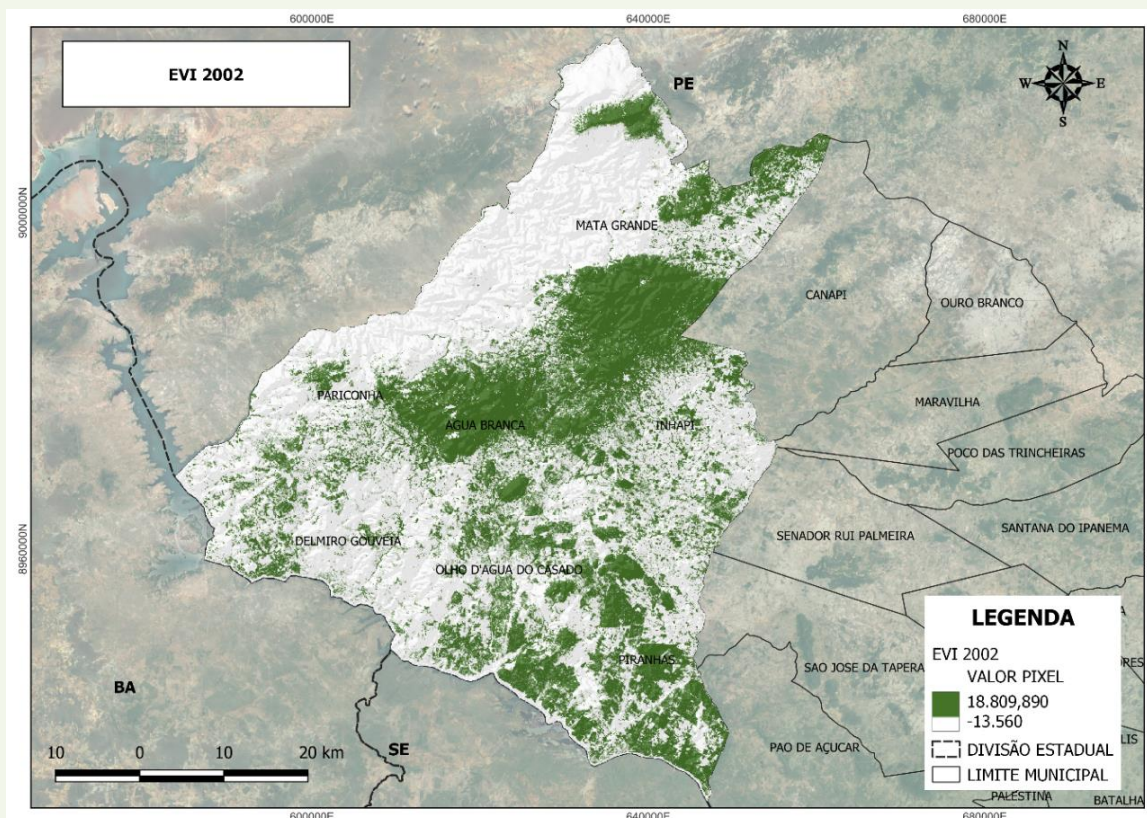 600000E
640000E
680000E
EVI 2002
PE
N
W
E
S
9000000N
9000000N
MATA GRANDE
CANAPI
OURO BRANCO
PARICONHA
MARAVILHA
AGUA BRANCA
INHAPI
POCO DAS TRINCHEIRAS
SENADOR RUI PALMEIRA
SANTANA DO IPANEMA
DELMIRO GOUVEIA
8960000N
8960000N
OLHO D'AGUA DO CASADO
LEGENDA
EVI 2002
VALOR PIXEL
18.809,890
-13.560
DIVISÃO ESTADUAL
LIMITE MUNICIPAL
PIRANHAS
SAO JOSE DA TAPERA
BA
SE
PAO DE AÇUCAR
10 0 10 20 km
PALESTINA
BATALHA
600000E
640000E
680000E